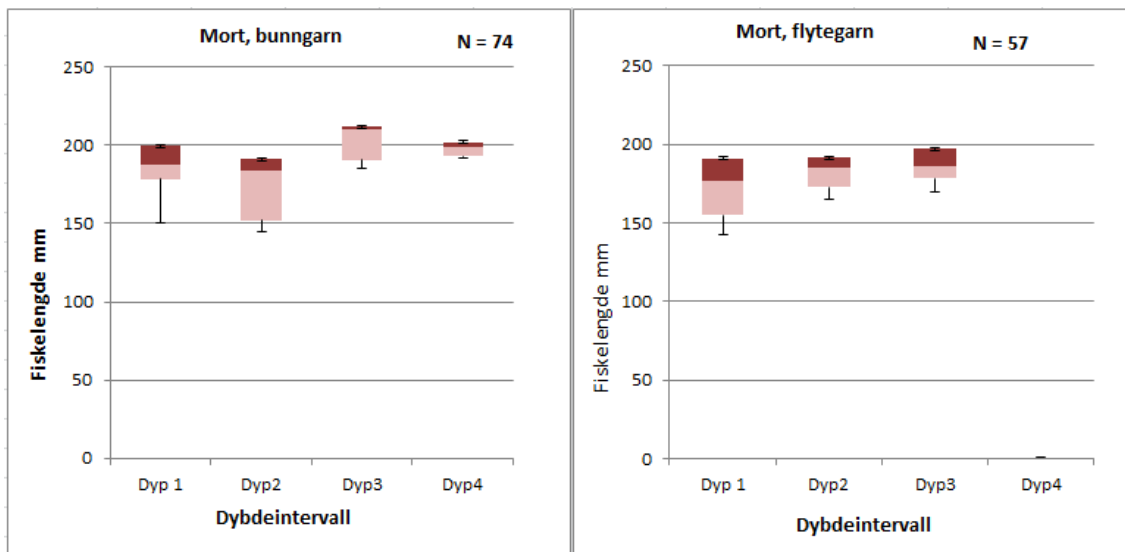 Mort, bunngarn
N = 74
250
200
150
100
50
0
Fiskelengde mm
Dyp 1 Dyp2 Dyp3 Dyp4
Dybdeintervall
Mort, flytegarn
N = 57
250
200
150
100
50
0
Fiskelengde mm
Dyp 1 Dyp2 Dyp3 Dyp4
Dybdeintervall